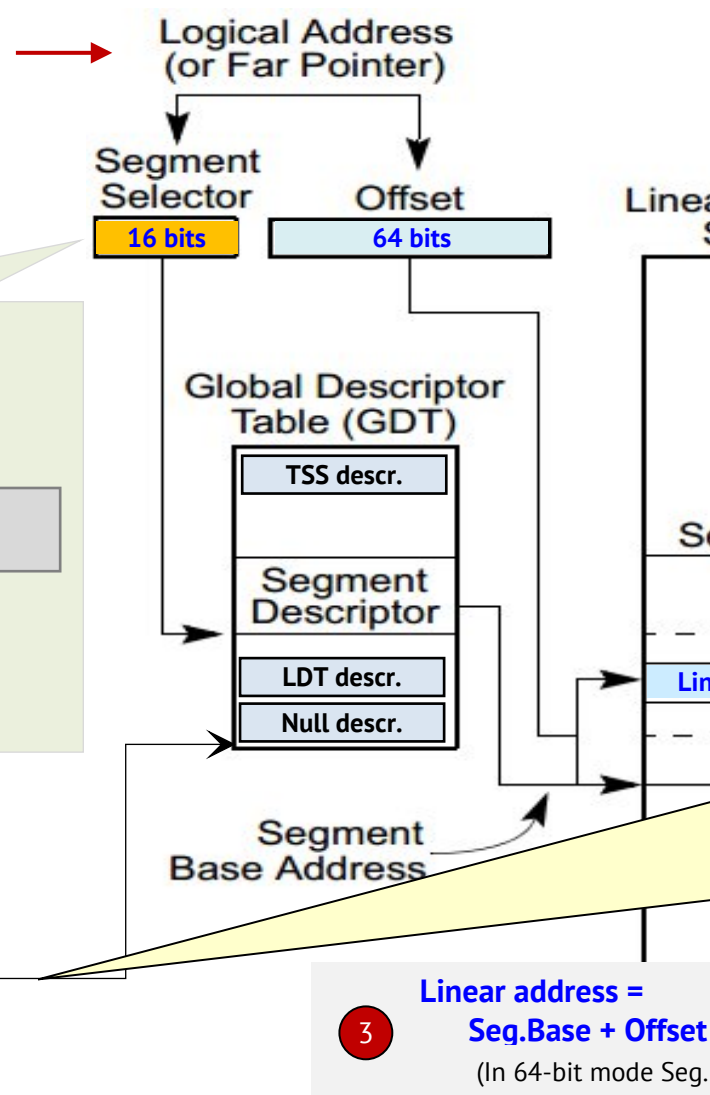 Logical Address
(or Far Pointer)
Segment
Selector
Offset
16 bits
64 bits
Global Descriptor
Table (GDT)
TSS descr.
Segment
Descriptor
LDT descr.
Null descr.
Segment
Base Address
3
Linear address =
Seg.Base + Offset
(In 64-bit mode Seg.